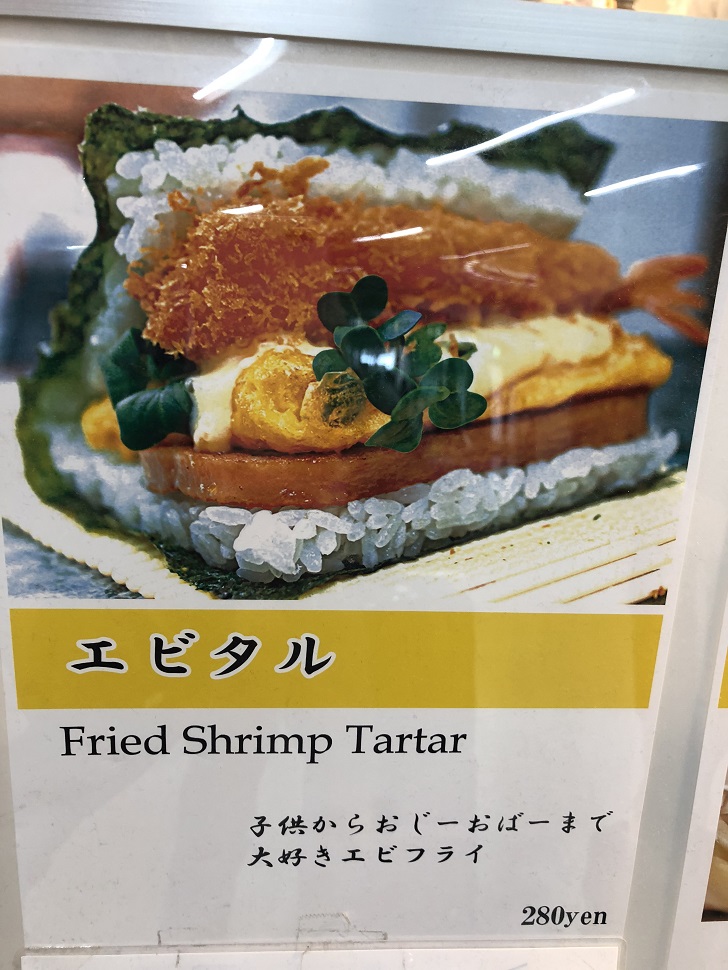 エビタル
Fried Shrimp Tartar
子供からおじーおばーまで
大好きエビフライ
280yen